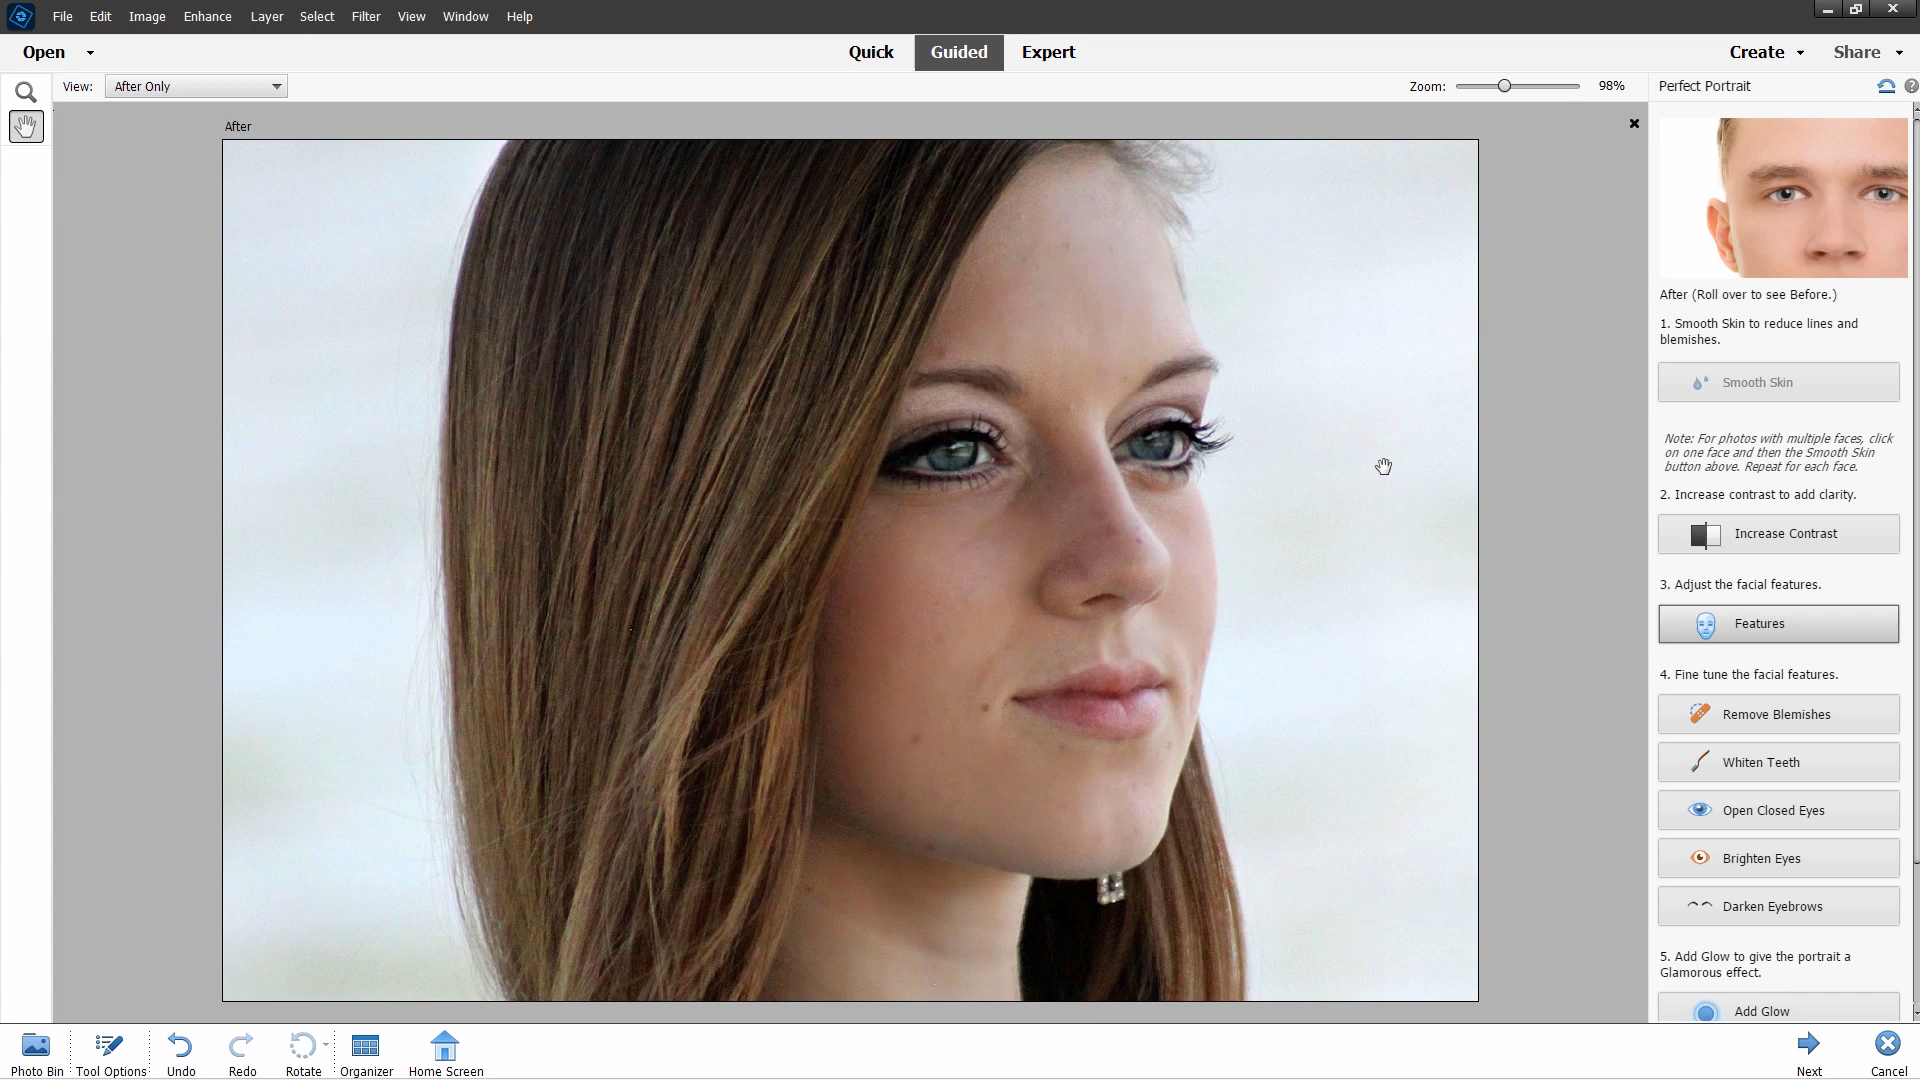 File Edit Image Enhance Layer Select Filter View Window Help
Open Quick Guided Expert Create Share
View: After Only Zoom: 98% Perfect Portrait
After
After (Roll over to see Before.)
1. Smooth Skin to reduce lines and
blemishes.
Smooth Skin
Note: For photos with multiple faces, click
on one face and then the Smooth Skin
button above. Repeat for each face.
2. Increase contrast to add clarity.
Increase Contrast
3. Adjust the facial features.
Features
4. Fine tune the facial features.
Remove Blemishes
Whiten Teeth
Open Closed Eyes
Brighten Eyes
Darken Eyebrows
5. Add Glow to give the portrait a
Glamorous effect.
Add Glow
Photo Bin Tool Options Undo Redo Rotate Organizer Home Screen Next Cancel